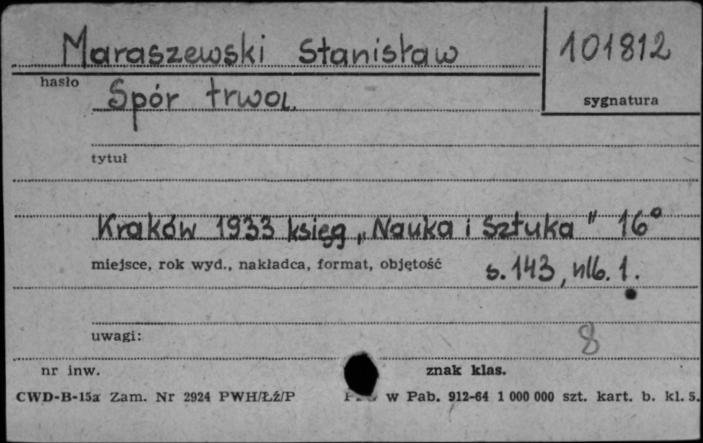 Maraszewski Stanisław
101812
hasło
sygnatura
Spór trwa.
tytuł
Kraków 1933 księg „Nauka i Sztuka" 16°
miejsce, rok wyd., nakładca, format, objętość
s. 143, nlb. 1.
uwagi:
8
nr inw.
znak klas.
CWD-B-15a Zam. Nr 2924 PWH/Łż/P
w Pab. 912-64 1 000 000 szt. kart. b. kl. 5.